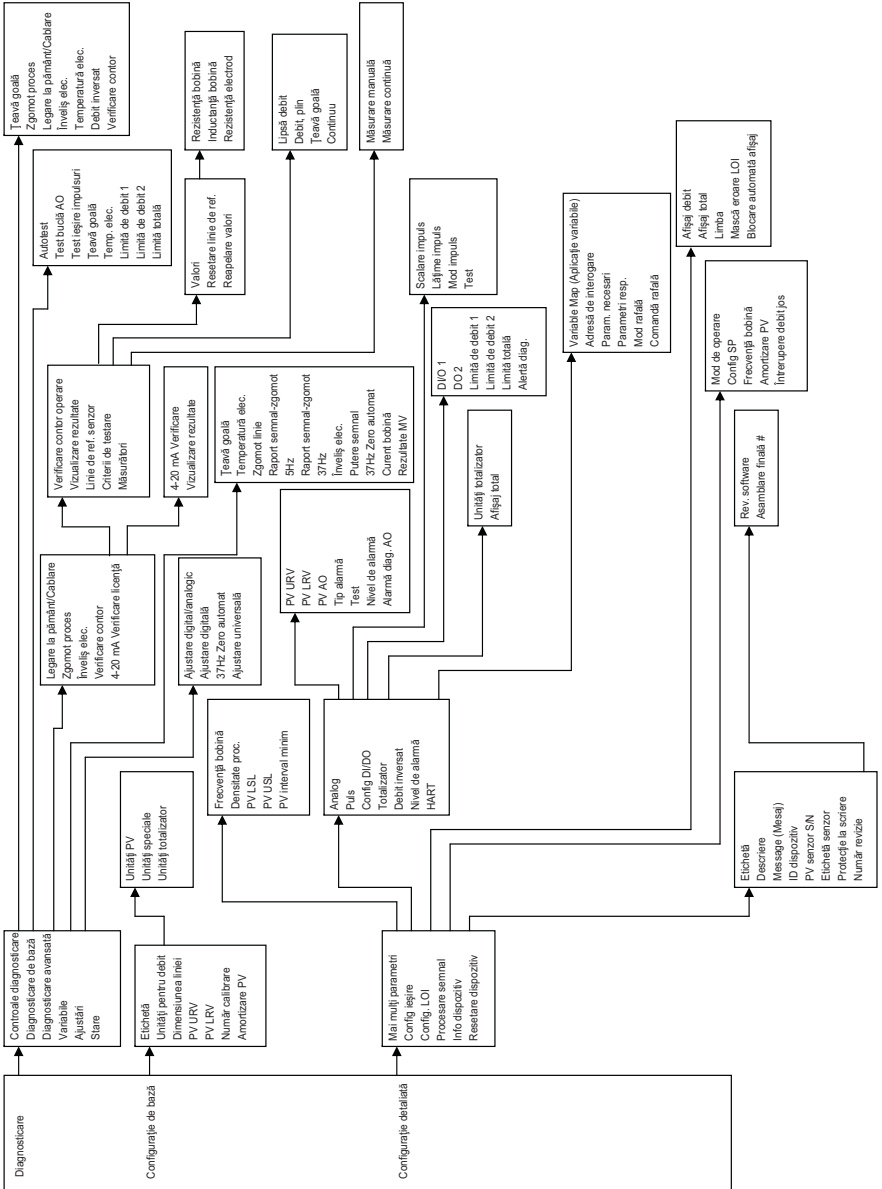 Diagnosticare
Configurație de bază
Configurație detaliată
Controale diagnosticare
Diagnosticare de bază
Diagnosticare avansată
Variabile
Ajustări
Stare
Etichetă
Unități pentru debit
Dimensiunea liniei
PV URV
PV LRV
Număr calibrare
Amortizare PV
Mai mulți parametri
Config ieșire
Config. LOI
Procesare semnal
Info dispozitiv
Resetare dispozitiv
Unități PV
Unități speciale
Unități totalizator
Țeavă goală
Zgomot proces
Legare la pământ/Cablare
Înveliș elec.
Temperatură elec.
Debit inversat
Verificare contor
Autotest
Test buclă AO
Test ieșire impulsuri
Țeavă goală
Temp. elec.
Limită de debit 1
Limită de debit 2
Limită totală
Legare la pământ/Cablare
Zgomot proces
Înveliș elec.
Verificare contor
4-20 mA Verificare licență
Verificare contor operare
Vizualizare rezultate
Linie de ref. senzor
Criterii de testare
Măsurători
4-20 mA Verificare
Vizualizare rezultate
Valori
Resetare linie de ref.
Reapelare valori
Rezistență bobină
Inductanță bobină
Rezistență electrod
Lipsă debit
Debit, plin
Țeavă goală
Continuu
Măsurare manuală
Măsurare continuă
Țeavă goală
Temperatură elec.
Zgomot linie
Raport semnal-zgomot
5Hz
Raport semnal-zgomot
37Hz
Înveliș elec.
Putere semnal
37Hz Zero automat
Curent bobină
Rezultate MV
Ajustare digital/analogic
Ajustare digitală
37Hz Zero automat
Ajustare universală
Frecvență bobină
Densitate proc.
PV LSL
PV USL
PV interval minim
Analog
Puls
Config DI/DO
Totalizator
Debit inversat
Nivel de alarmă
HART
PV URV
PV LRV
PV AO
Tip alarmă
Test
Nivel de alarmă
Alarmă diag. AO
Scalare impuls
Lățime impuls
Mod impuls
Test
DI/O 1
DO 2
Limită de debit 1
Limită de debit 2
Limită totală
Alertă diag.
Unități totalizator
Afișaj total
Variable Map (Aplicație variabile)
Adresă de interogare
Param. necesari
Parametri resp.
Mod rafală
Comandă rafală
Afișaj debit
Afișaj total
Limba
Mască eroare LOI
Blocare automată afișaj
Mod de operare
Config SP
Frecvență bobină
Amortizare PV
Întrerupere debit jos
Etichetă
Descriere
Message (Mesaj)
ID dispozitiv
PV senzor S/N
Etichetă senzor
Protecție la scriere
Număr revizie
Rev. software
Asamblare finală #